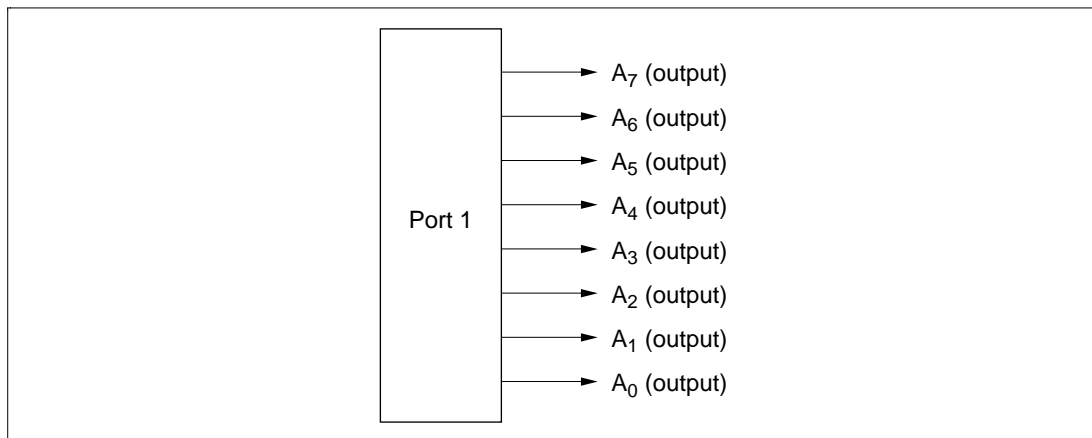 A7 (output)
A6 (output)
A5 (output)
A4 (output)
Port 1
A3 (output)
A2 (output)
A1 (output)
A0 (output)